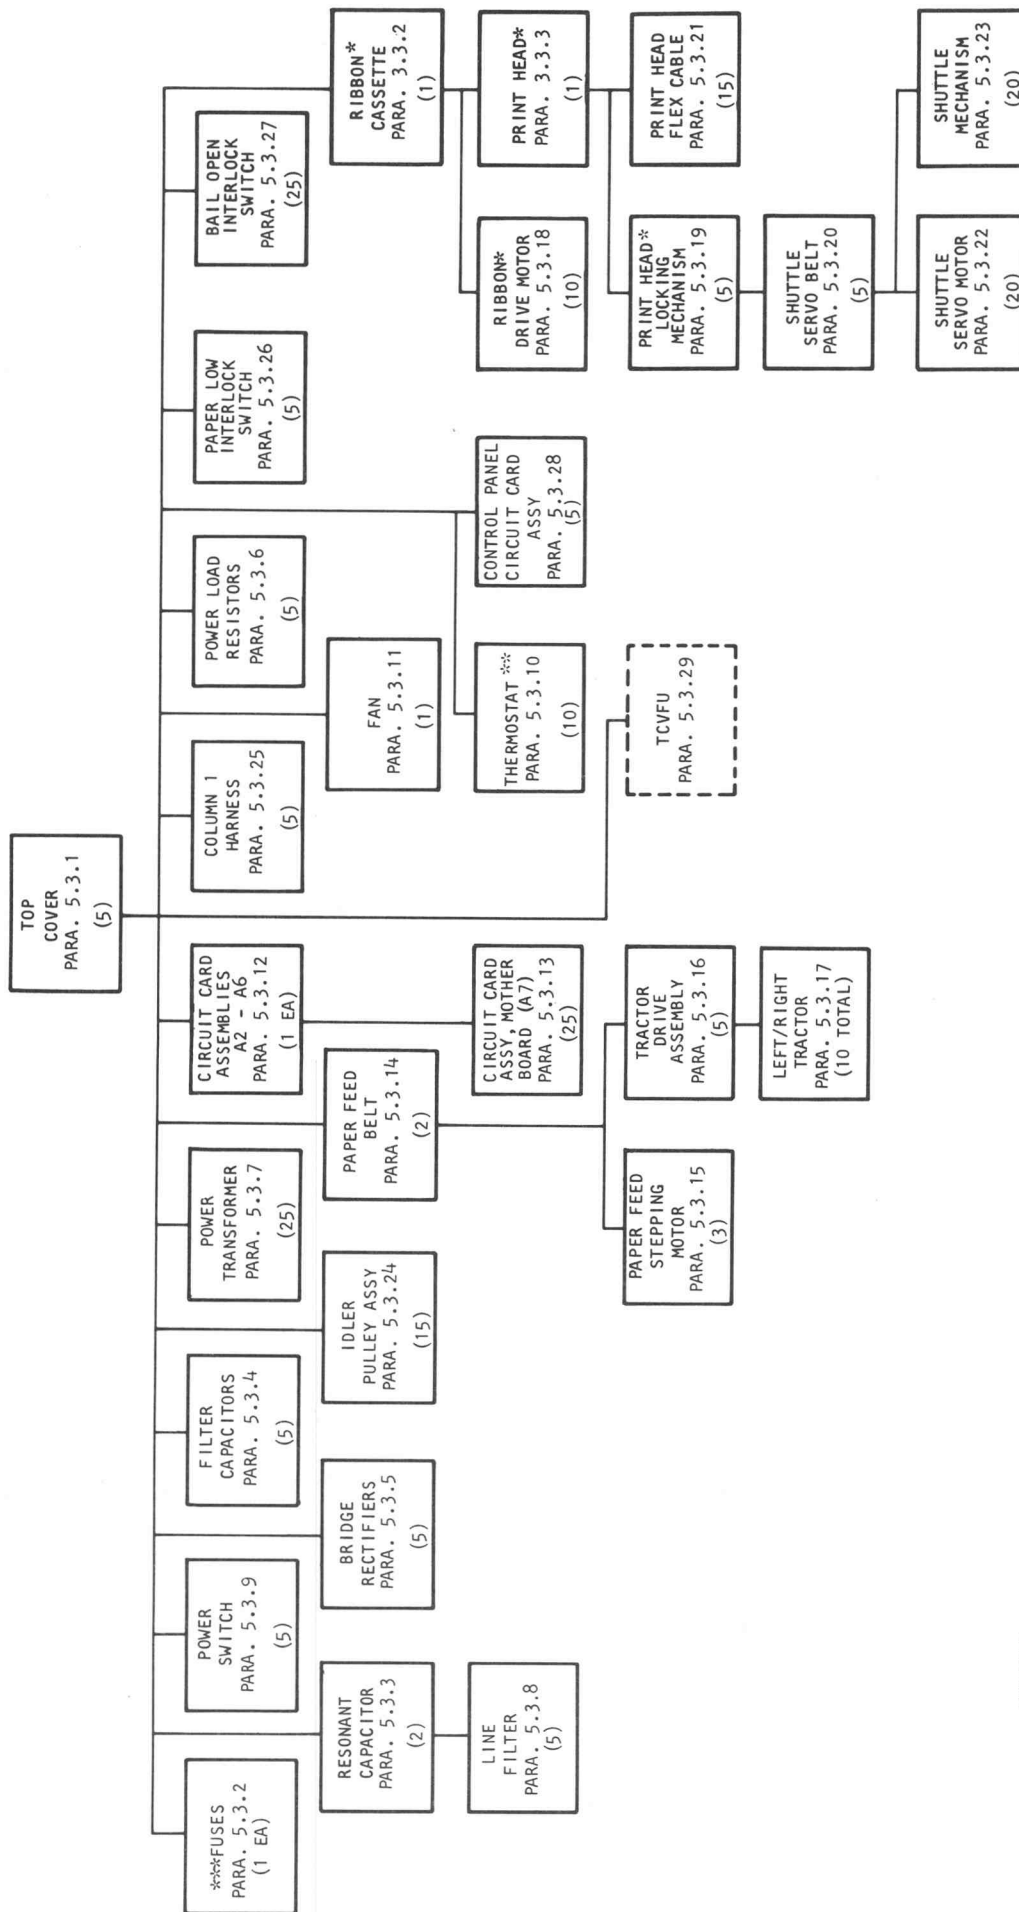 TOP
COVER
PARA. 5.3.1
(5)
***FUSES
PARA. 5.3.2
(1 EA)
POWER
SWITCH
PARA. 5.3.9
(5)
FILTER
CAPACITORS
PARA. 5.3.4
(5)
POWER
TRANSFORMER
PARA. 5.3.7
(25)
CIRCUIT CARD
ASSEMBLIES
A2 - A6
PARA. 5.3.12
(1 EA)
COLUMN 1
HARNESS
PARA. 5.3.25
(5)
POWER LOAD
RESISTORS
PARA. 5.3.6
(5)
PAPER LOW
INTERLOCK
SWITCH
PARA. 5.3.26
(5)
BAIL OPEN
INTERLOCK
SWITCH
PARA. 5.3.27
(25)
RESONANT
CAPACITOR
PARA. 5.3.3
(2)
BRIDGE
RECTIFIERS
PARA. 5.3.5
(5)
IDLER
PULLEY ASSY
PARA. 5.3.24
(15)
PAPER FEED
BELT
PARA. 5.3.14
(2)
FAN
PARA. 5.3.11
(1)
RIBBON*
CASSETTE
PARA. 3.3.2
(1)
LINE
FILTER
PARA. 5.3.8
(5)
CIRCUIT CARD
ASSY, MOTHER
BOARD (A7)
PARA. 5.3.13
(25)
THERMOSTAT **
PARA. 5.3.10
(10)
CONTROL PANEL
CIRCUIT CARD
ASSY
PARA. 5.3.28
(5)
RIBBON*
DRIVE MOTOR
PARA. 5.3.18
(10)
PRINT HEAD*
PARA. 3.3.3
(1)
PAPER FEED
STEPPING
MOTOR
PARA. 5.3.15
(3)
TRACTOR
DRIVE
ASSEMBLY
PARA. 5.3.16
(5)
TCVFU
PARA. 5.3.29
PRINT HEAD*
LOCKING
MECHANISM
PARA. 5.3.19
(5)
PRINT HEAD
FLEX CABLE
PARA. 5.3.21
(15)
LEFT/RIGHT
TRACTOR
PARA. 5.3.17
(10 TOTAL)
SHUTTLE
SERVO BELT
PARA. 5.3.20
(5)
SHUTTLE
SERVO MOTOR
PARA. 5.3.22
(20)
SHUTTLE
MECHANISM
PARA. 5.3.23
(20)